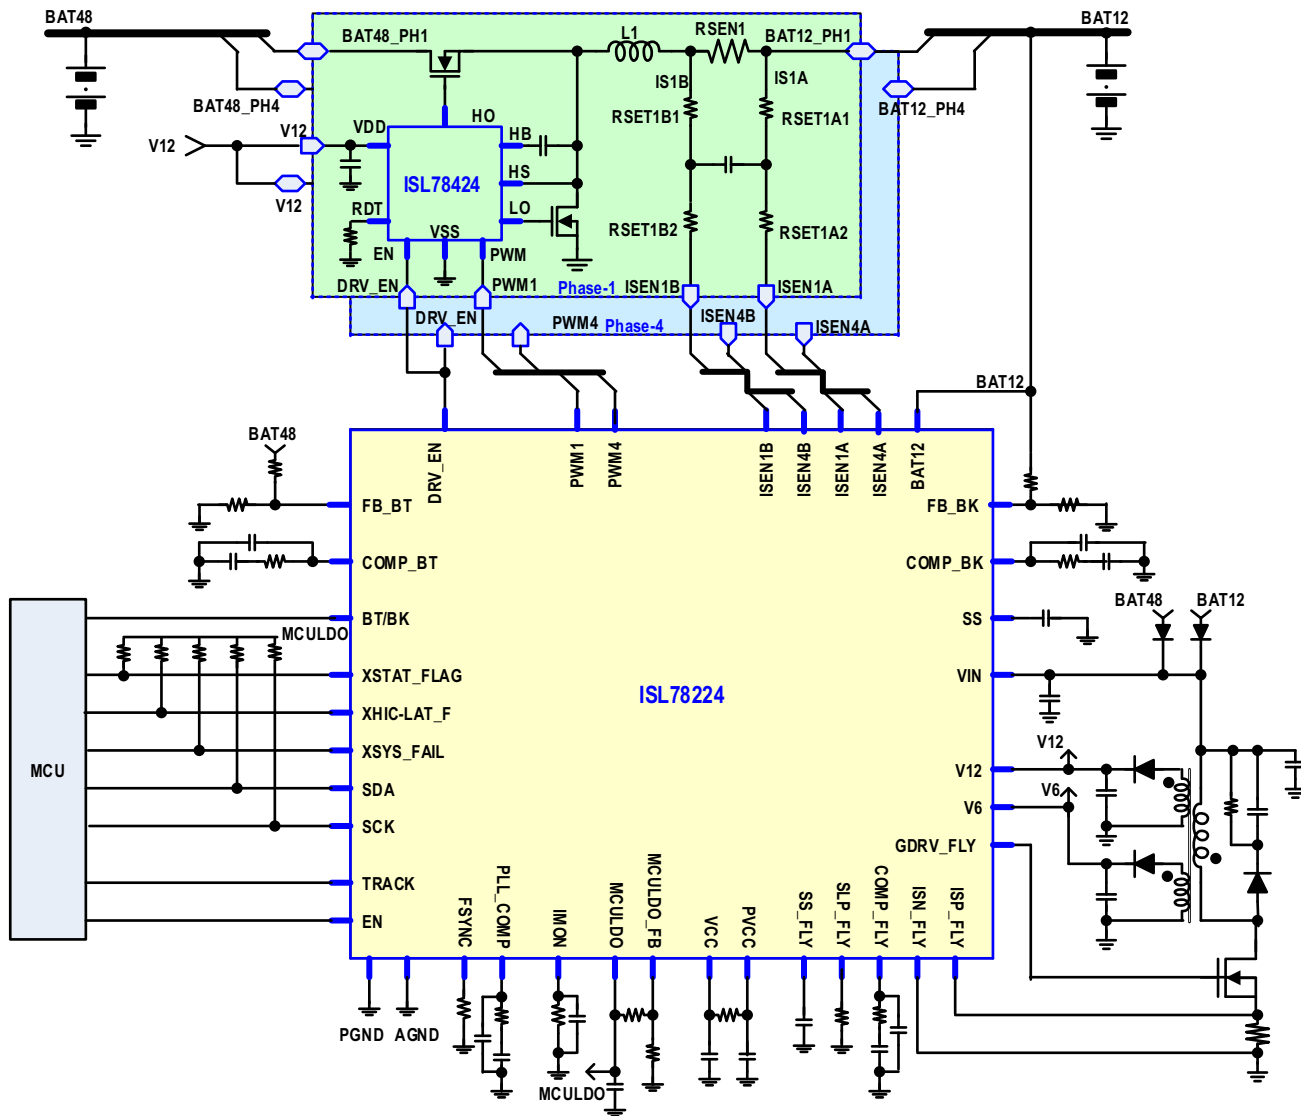 BAT48
BAT48_PH1
L1
RSEN1
BAT12_PH1
BAT12
IS1B
IS1A
BAT48_PH4
BAT12_PH4
RSET1B1
RSET1A1
V12
V12
VDD
HO
HB
ISL78424
HS
V12
RDT
LO
VSS
RSET1B2
RSET1A2
EN
PWM
DRV_EN
PWM1
Phase-1
ISEN1B
ISEN1A
DRV_EN
PWM4
Phase-4
ISEN4B
ISEN4A
BAT12
BAT48
DRV_EN
PWM1
PWM4
ISEN1B
ISEN4B
ISEN1A
ISEN4A
BAT12
FB_BT
FB_BK
COMP_BT
COMP_BK
BAT48
BAT12
BT/BK
SS
MCULDO
XSTAT_FLAG
VIN
ISL78224
XHIC-LAT_F
XSYS_FAIL
V12
MCU
V12
SDA
V6
V6
SCK
GDRV_FLY
TRACK
EN
FSYNC
PLL_COMP
IMON
MCULDO
MCULDO_FB
VCC
PVCC
SS_FLY
SLP_FLY
COMP_FLY
ISN_FLY
ISP_FLY
PGND
AGND
MCULDO